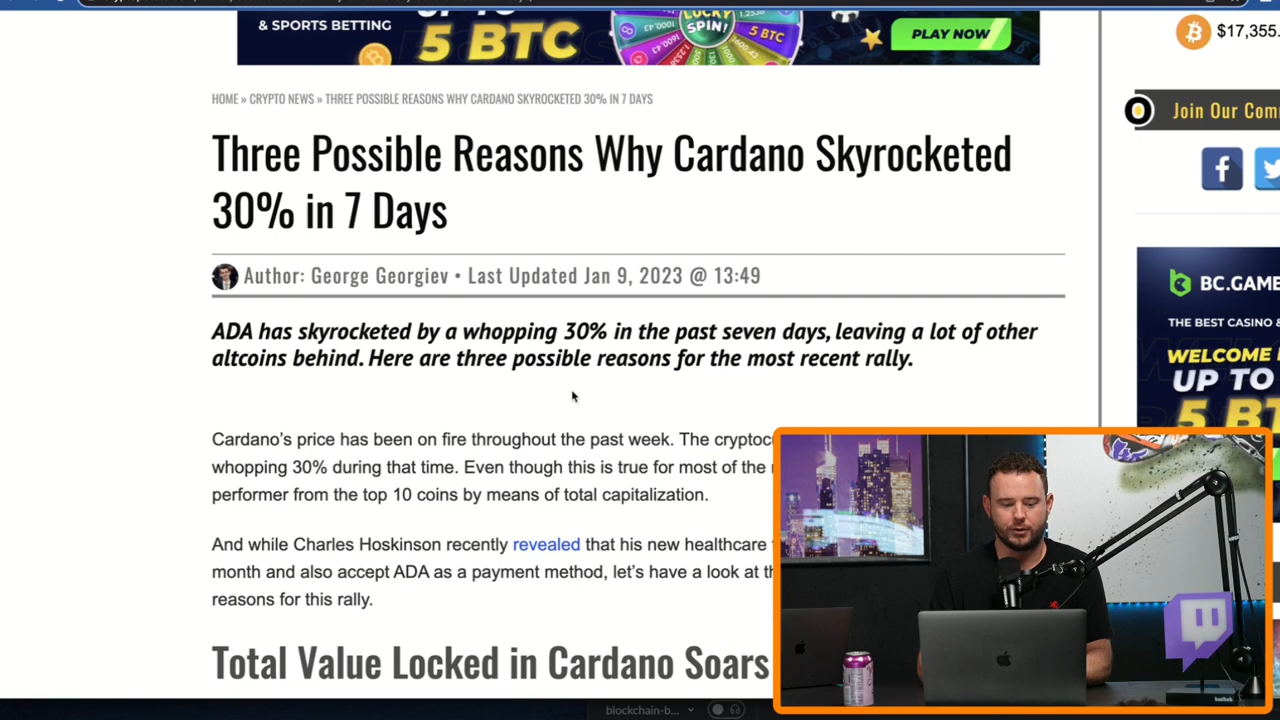 & SPORTS BETTING
5 BTC
LUCKY
SPIN!
5 BTC
PLAY NOW
$17,355.
HOME » CRYPTO NEWS » THREE POSSIBLE REASONS WHY CARDANO SKYROCKETED 30% IN 7 DAYS
Join Our Com
Three Possible Reasons Why Cardano Skyrocketed
30% in 7 Days
Author: George Georgiev • Last Updated Jan 9, 2023 @ 13:49
BC.GAME
THE BEST CASINO &
WELCOME
UP TO
5 BT
ADA has skyrocketed by a whopping 30% in the past seven days, leaving a lot of other
altcoins behind. Here are three possible reasons for the most recent rally.
Cardano's price has been on fire throughout the past week. The cryptoc
whopping 30% during that time. Even though this is true for most of the
performer from the top 10 coins by means of total capitalization.
And while Charles Hoskinson recently revealed that his new healthcare
month and also accept ADA as a payment method, let's have a look at th
reasons for this rally.
Total Value Locked in Cardano Soars
blockchain-b...